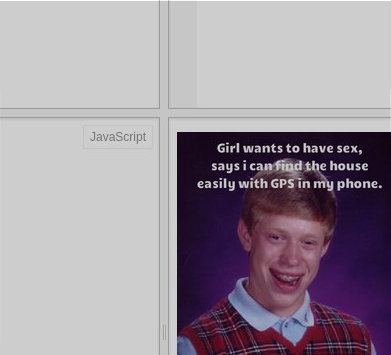 JavaScript
Girl wants to have sex,
says i can find the house
easily with GPS in my phone.